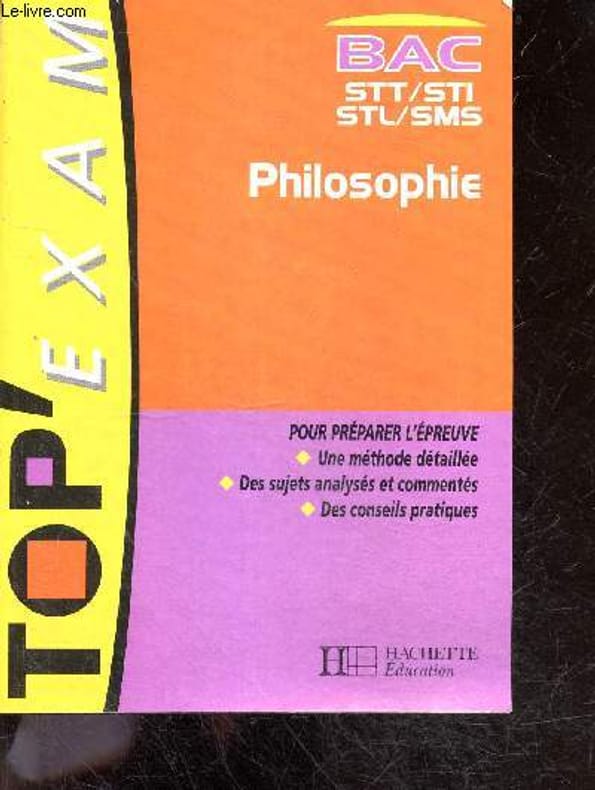 Le-livre.com
BAC
STT/STI
STL/SMS
Philosophie
TOP'
EXAM
POUR PRÉPARER L'ÉPREUVE
◆ Une méthode détaillée
◆ Des sujets analysés et commentés
◆ Des conseils pratiques
H HACHETTE
Éducation